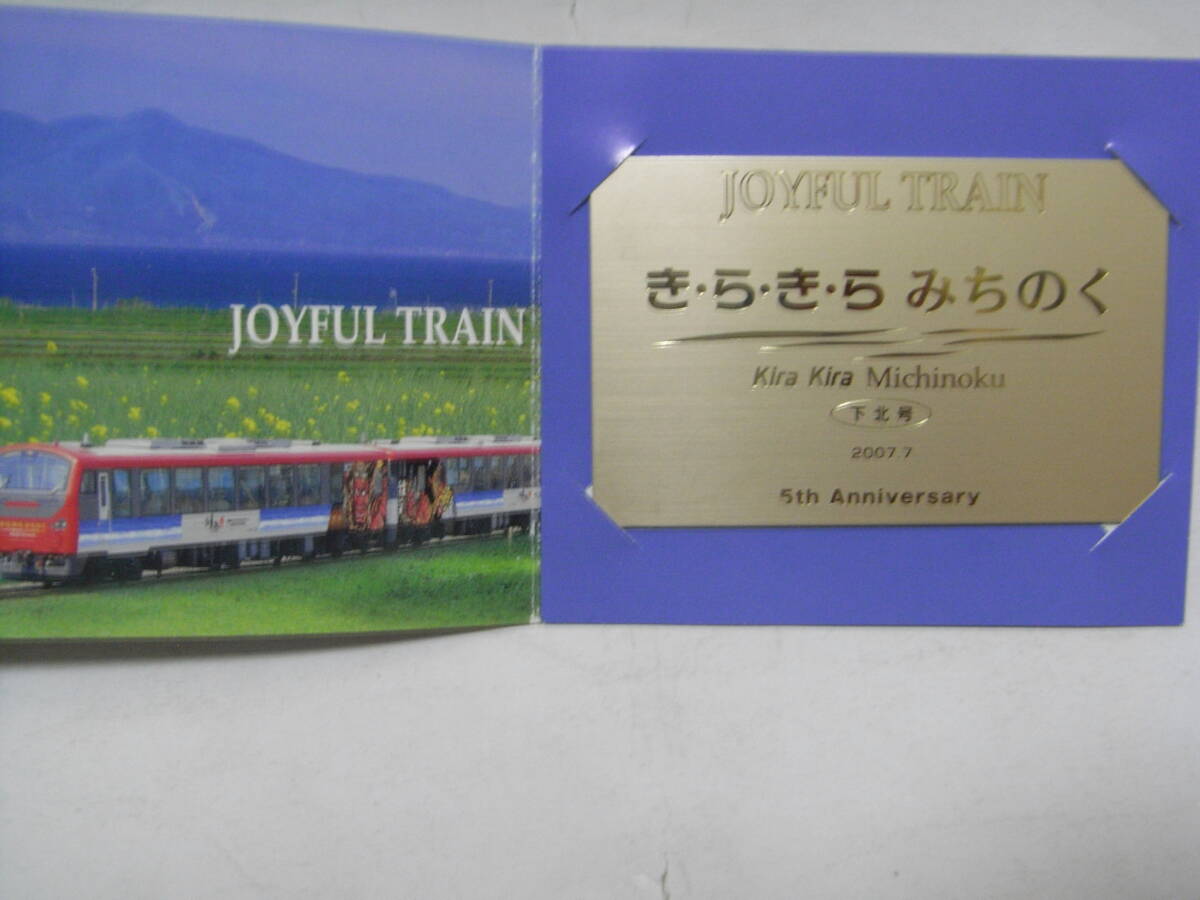 JOYFUL TRAIN
JOYFUL TRAIN
き・ら・き・ら みちのく
Kira Kira Michinoku
下北号
2007.7
5th Anniversary